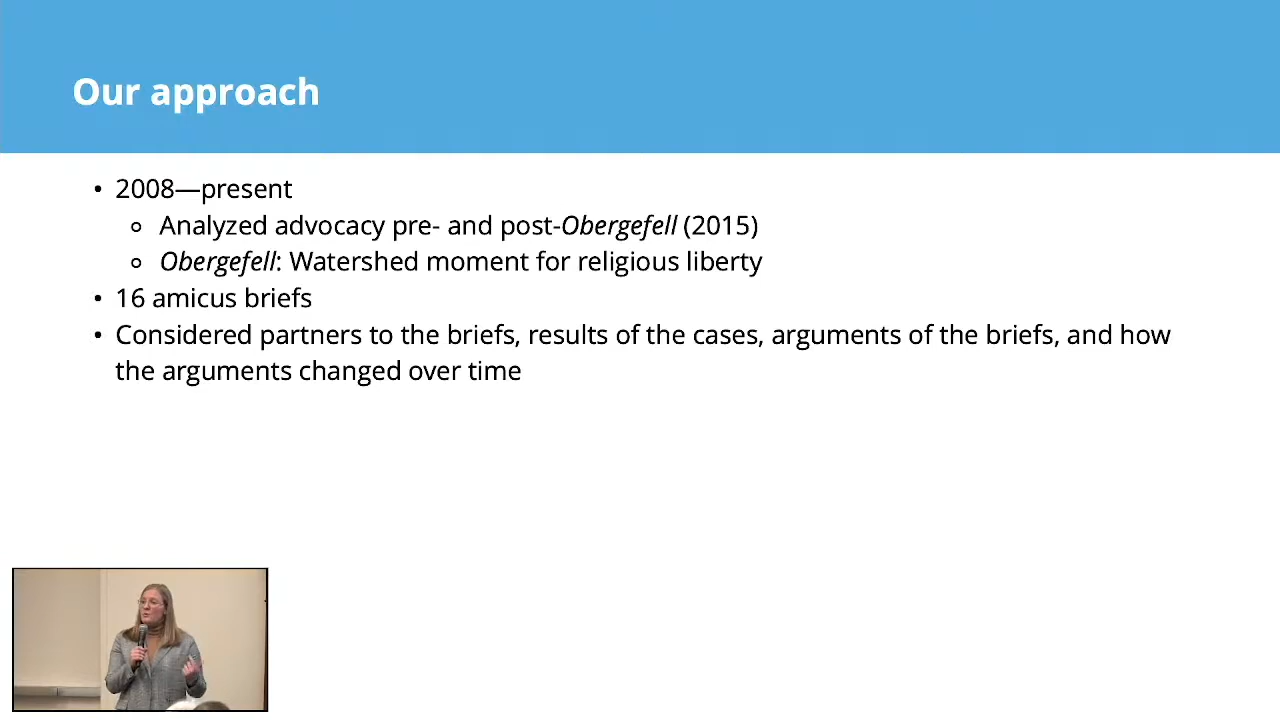 Our approach
• 2008—present
○ Analyzed advocacy pre- and post-Obergefell (2015)
○ Obergefell: Watershed moment for religious liberty
• 16 amicus briefs
• Considered partners to the briefs, results of the cases, arguments of the briefs, and how
the arguments changed over time